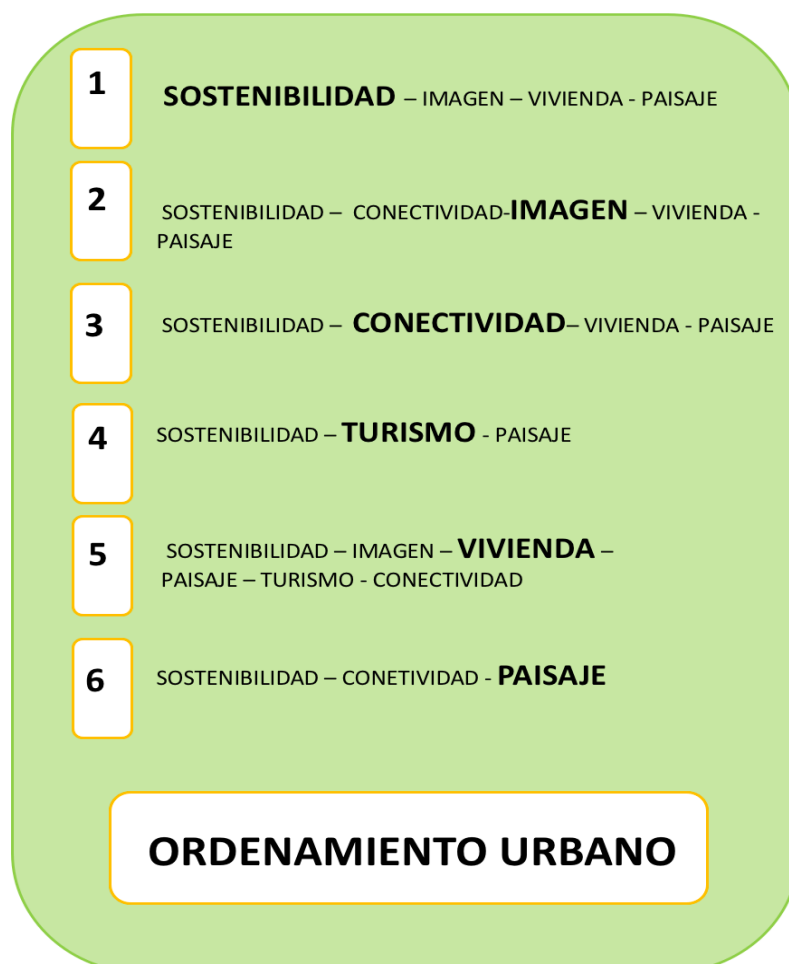 1
SOSTENIBILIDAD – IMAGEN – VIVIENDA - PAISAJE
2
SOSTENIBILIDAD – CONECTIVIDAD-IMAGEN – VIVIENDA -
PAISAJE
3
SOSTENIBILIDAD – CONECTIVIDAD– VIVIENDA - PAISAJE
4
SOSTENIBILIDAD – TURISMO - PAISAJE
5
SOSTENIBILIDAD – IMAGEN – VIVIENDA –
PAISAJE – TURISMO - CONECTIVIDAD
6
SOSTENIBILIDAD – CONETIVIDAD - PAISAJE
ORDENAMIENTO URBANO